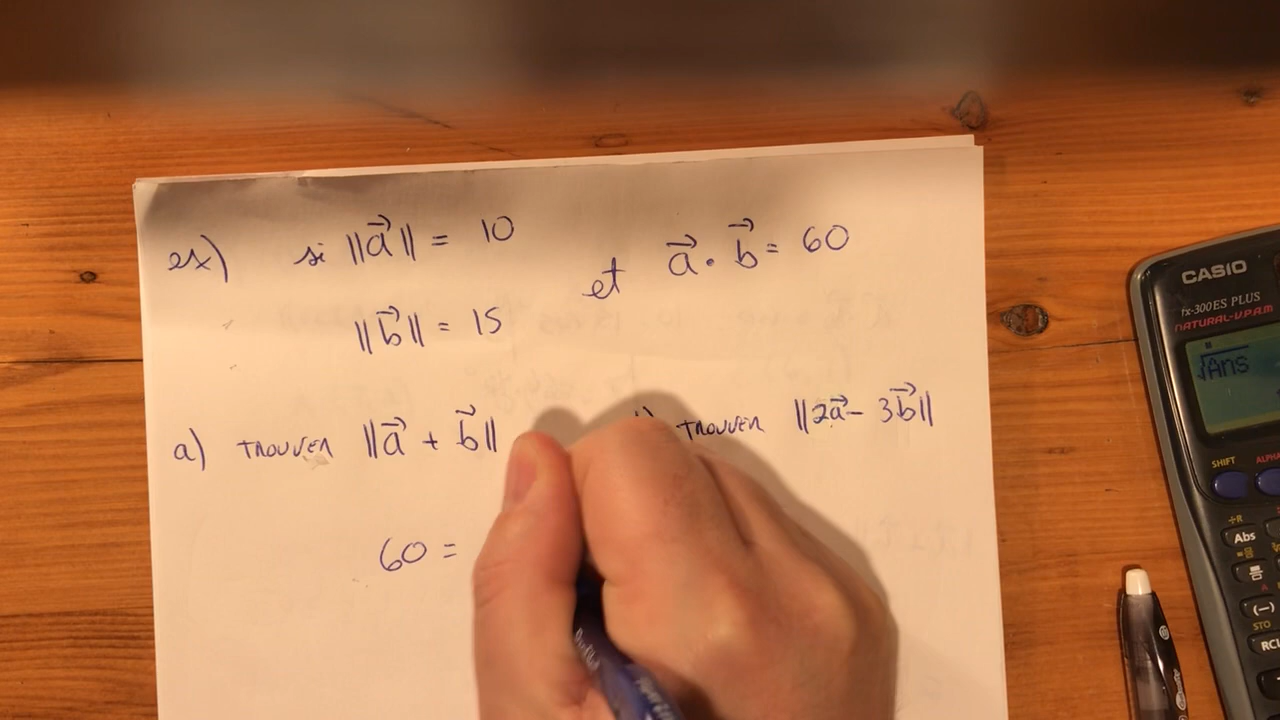 ex) si ||a⃗|| = 10
et a⃗ · b⃗ = 60
||b⃗|| = 15
a) TROUVER ||a⃗ + b⃗||
TROUVER ||2a⃗ - 3b⃗||
60 =
CASIO
fx-300ES PLUS
NATURAL-V.P.A.M
√Ans
SHIFT
ALPHA
÷R
Abs
(-)
STO
RCL